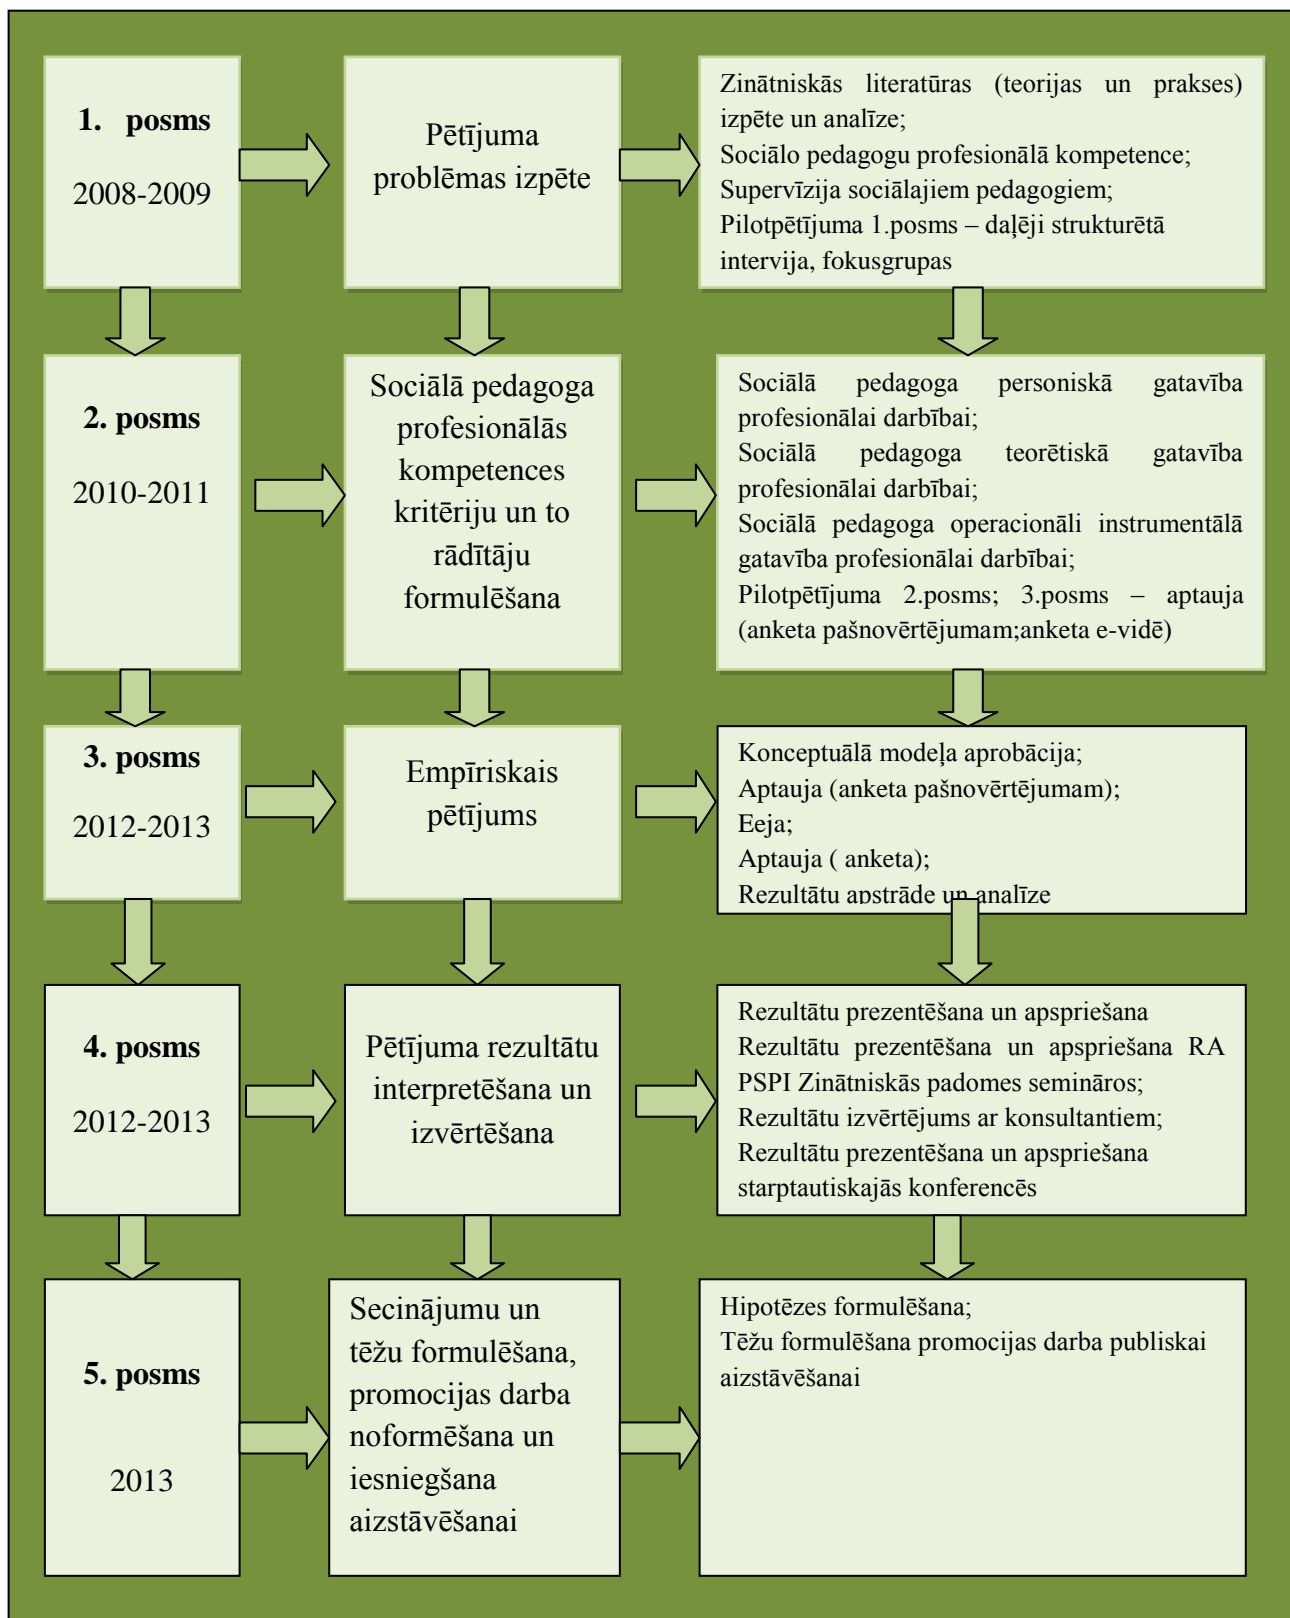 1. posms
2008-2009
Pētījuma
problēmas izpēte
Zinātniskās literatūras (teorijas un prakses)
izpēte un analīze;
Sociālo pedagogu profesionālā kompetence;
Supervīzija sociālajiem pedagogiem;
Pilotpētījuma 1.posms – daļēji strukturētā
intervija, fokusgrupas
2. posms
2010-2011
Sociālā pedagoga
profesionālās
kompetences
kritēriju un to
rādītāju
formulēšana
Sociālā pedagoga personiskā gatavība
profesionālai darbībai;
Sociālā pedagoga teorētiskā gatavība
profesionālai darbībai;
Sociālā pedagoga operacionāli instrumentālā
gatavība profesionālai darbībai;
Pilotpētījuma 2.posms; 3.posms – aptauja
(anketa pašnovērtējumam;anketa e-vidē)
3. posms
2012-2013
Empīriskais
pētījums
Konceptuālā modeļa aprobācija;
Aptauja (anketa pašnovērtējumam);
Eeja;
Aptauja ( anketa);
Rezultātu apstrāde un analīze
4. posms
2012-2013
Pētījuma rezultātu
interpretēšana un
izvērtēšana
Rezultātu prezentēšana un apspriešana
Rezultātu prezentēšana un apspriešana RA
PSPI Zinātniskās padomes semināros;
Rezultātu izvērtējums ar konsultantiem;
Rezultātu prezentēšana un apspriešana
starptautiskajās konferencēs
5. posms
2013
Secinājumu un
tēžu formulēšana,
promocijas darba
noformēšana un
iesniegšana
aizstāvēšanai
Hipotēzes formulēšana;
Tēžu formulēšana promocijas darba publiskai
aizstāvēšanai